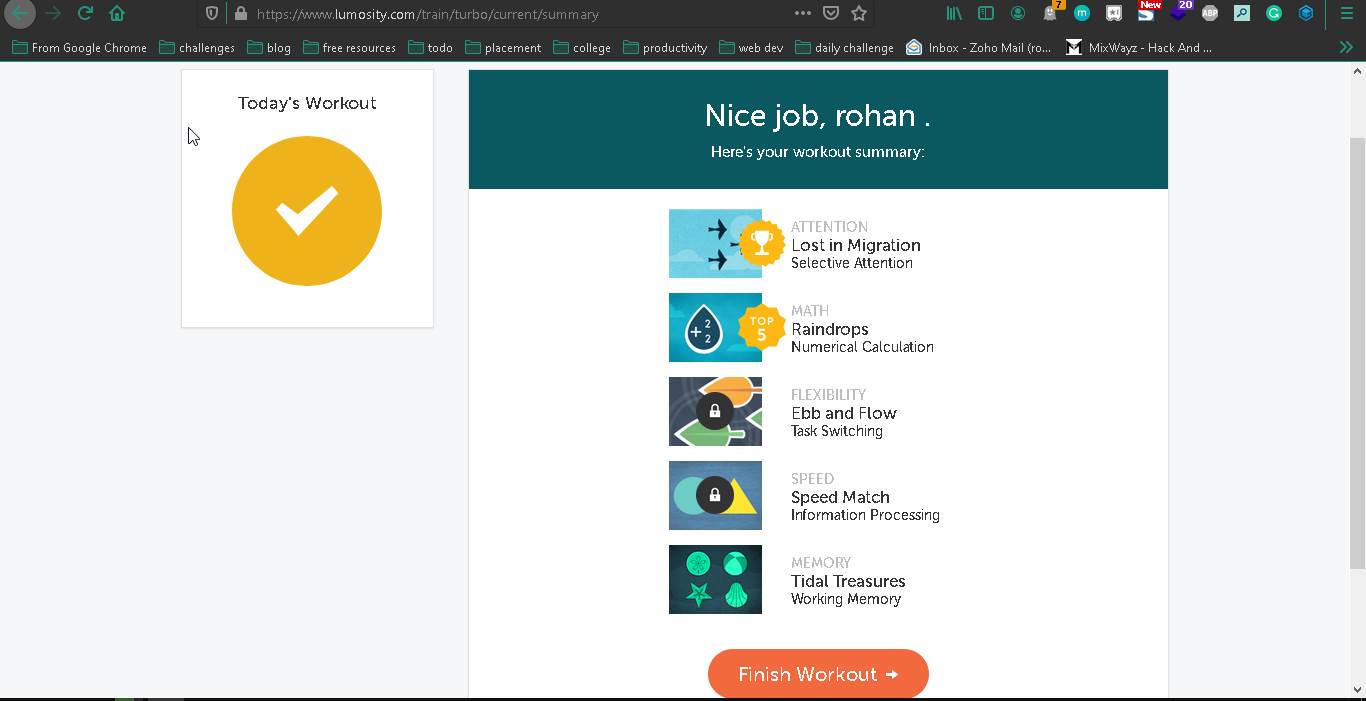 https://www.lumosity.com/train/turbo/current/summary
7
m
New
S
20
ABP
G
From Google Chrome
challenges
blog
free resources
todo
placement
college
productivity
web dev
daily challenge
Inbox - Zoho Mail (ro...
M
MixWayz - Hack And ...
Today's Workout
Nice job, rohan .
Here's your workout summary:
ATTENTION
Lost in Migration
Selective Attention
2
+ 2
TOP
5
MATH
Raindrops
Numerical Calculation
FLEXIBILITY
Ebb and Flow
Task Switching
SPEED
Speed Match
Information Processing
MEMORY
Tidal Treasures
Working Memory
Finish Workout →